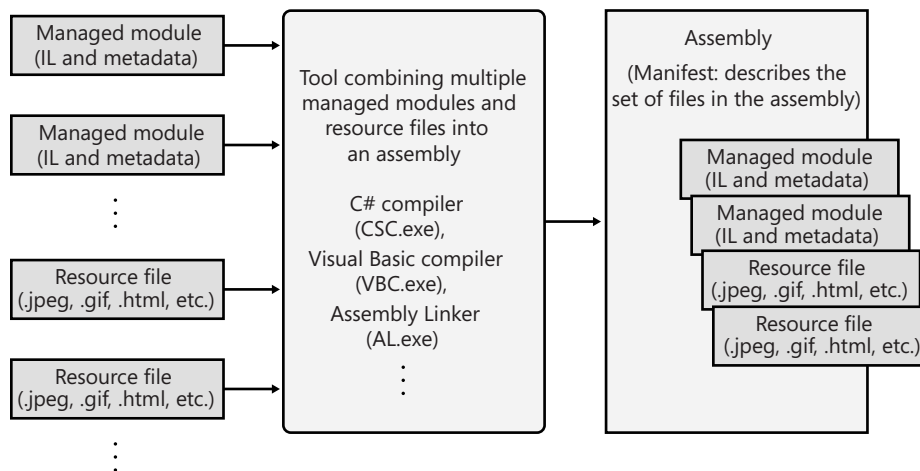 Managed module
(IL and metadata)
Managed module
(IL and metadata)
Resource file
(.jpeg, .gif, .html, etc.)
Resource file
(.jpeg, .gif, .html, etc.)
Tool combining multiple
managed modules and
resource files into
an assembly
C# compiler
(CSC.exe),
Visual Basic compiler
(VBC.exe),
Assembly Linker
(AL.exe)
Assembly
(Manifest: describes the
set of files in the assembly)
Managed module
(IL and metadata)
Managed module
(IL and metadata)
Resource file
(.jpeg, .gif, .html, etc.)
Resource file
(.jpeg, .gif, .html, etc.)